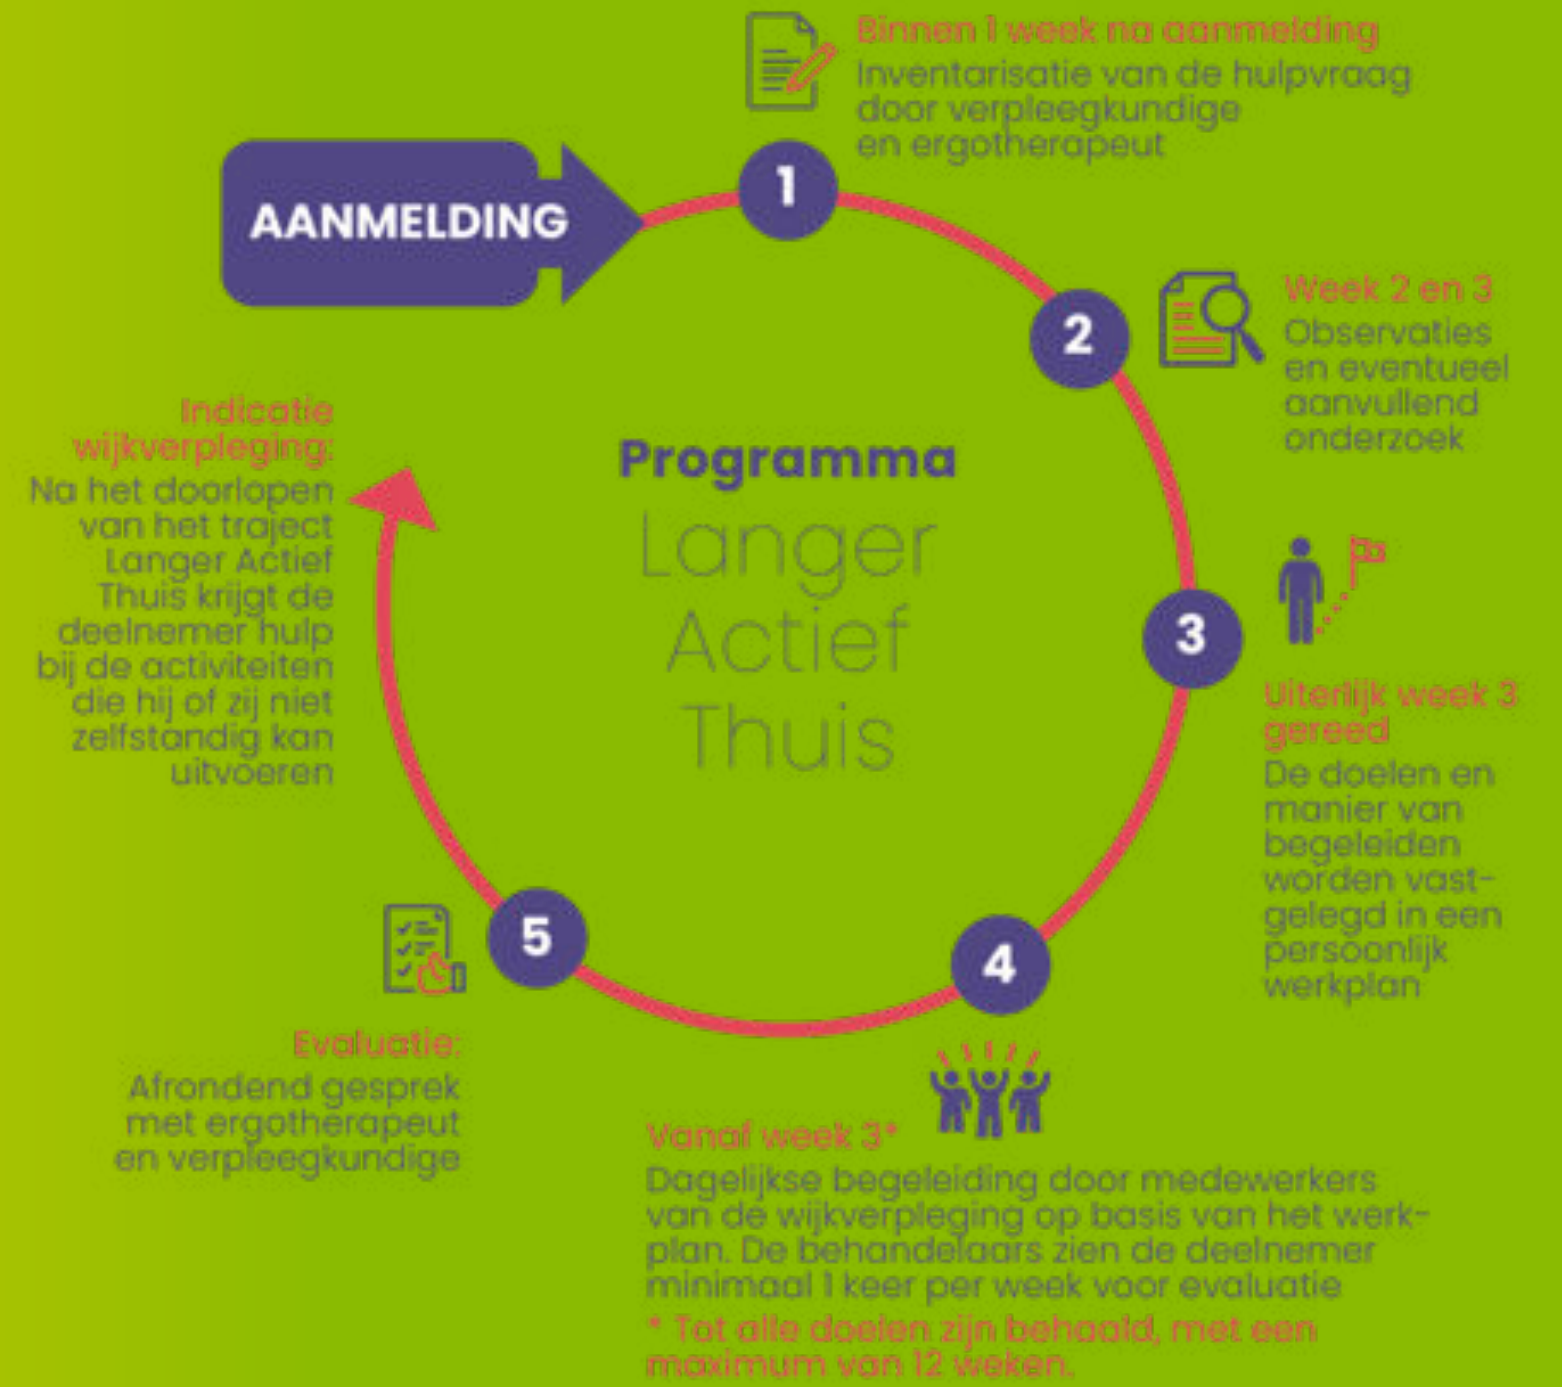 AANMELDING
1
Binnen 1 week na aanmelding
Inventarisatie van de hulpvraag
door verpleegkundige
en ergotherapeut
2
Week 2 en 3
Observaties
en eventueel
aanvullend
onderzoek
Programma
Langer
Actief
Thuis
3
Uiterlijk week 3
gereed
De doelen en
manier van
begeleiden
worden vast-
gelegd in een
persoonlijk
werkplan
4
Vanaf week 3*
Dagelijkse begeleiding door medewerkers
van de wijkverpleging op basis van het werk-
plan. De behandelaars zien de deelnemer
minimaal 1 keer per week voor evaluatie
* Tot alle doelen zijn behaald, met een
maximum van 12 weken.
5
Evaluatie:
Afrondend gesprek
met ergotherapeut
en verpleegkundige
Indicatie
wijkverpleging:
Na het doorlopen
van het traject
Langer Actief
Thuis krijgt de
deelnemer hulp
bij de activiteiten
die hij of zij niet
zelfstandig kan
uitvoeren